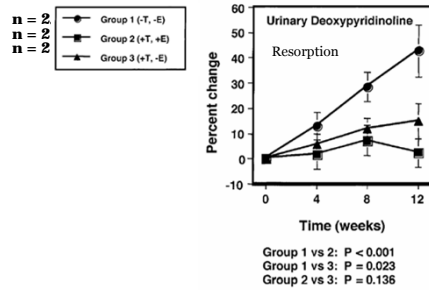 n = 2
n = 2
n = 2
Group 1 (-T, -E)
Group 2 (+T, +E)
Group 3 (+T, -E)
Urinary Deoxypyridinoline
Resorption
Percent change
60
50
40
30
20
10
0
-10
0 4 8 12
Time (weeks)
Group 1 vs 2: P < 0.001
Group 1 vs 3: P = 0.023
Group 2 vs 3: P = 0.136